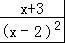 x+3
(x-2)²